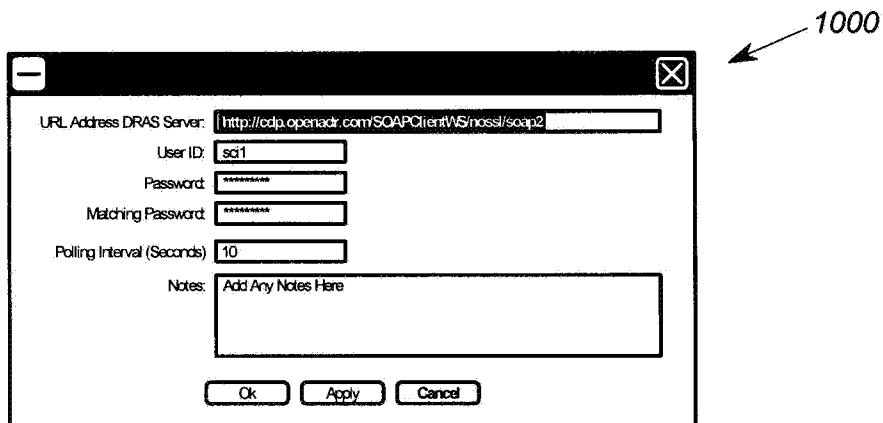 1000
URL Address DRAS Server: http://cdp.openadr.com/SOAPClientWS/nossl/soap2
User ID: sci1
Password: *********
Matching Password: *********
Polling Interval (Seconds) 10
Notes: Add Any Notes Here
Ok Apply Cancel